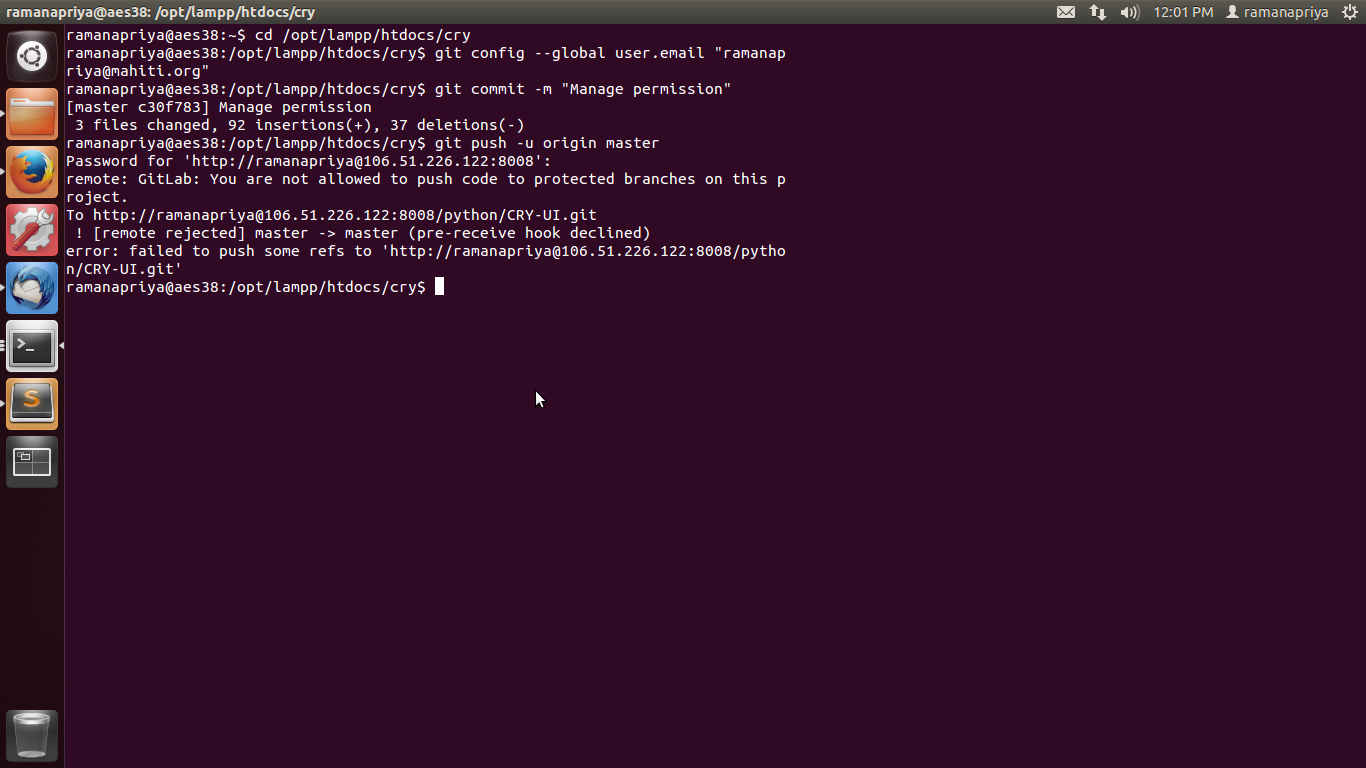 ramanapriya@aes38: /opt/lampp/htdocs/cry
12:01 PM
ramanapriya
ramanapriya@aes38:~$ cd /opt/lampp/htdocs/cry
ramanapriya@aes38:/opt/lampp/htdocs/cry$ git config --global user.email "ramanap
riya@mahiti.org"
ramanapriya@aes38:/opt/lampp/htdocs/cry$ git commit -m "Manage permission"
[master c30f783] Manage permission
 3 files changed, 92 insertions(+), 37 deletions(-)
ramanapriya@aes38:/opt/lampp/htdocs/cry$ git push -u origin master
Password for 'http://ramanapriya@106.51.226.122:8008':
remote: GitLab: You are not allowed to push code to protected branches on this p
roject.
To http://ramanapriya@106.51.226.122:8008/python/CRY-UI.git
 ! [remote rejected] master -> master (pre-receive hook declined)
error: failed to push some refs to 'http://ramanapriya@106.51.226.122:8008/pytho
n/CRY-UI.git'
ramanapriya@aes38:/opt/lampp/htdocs/cry$